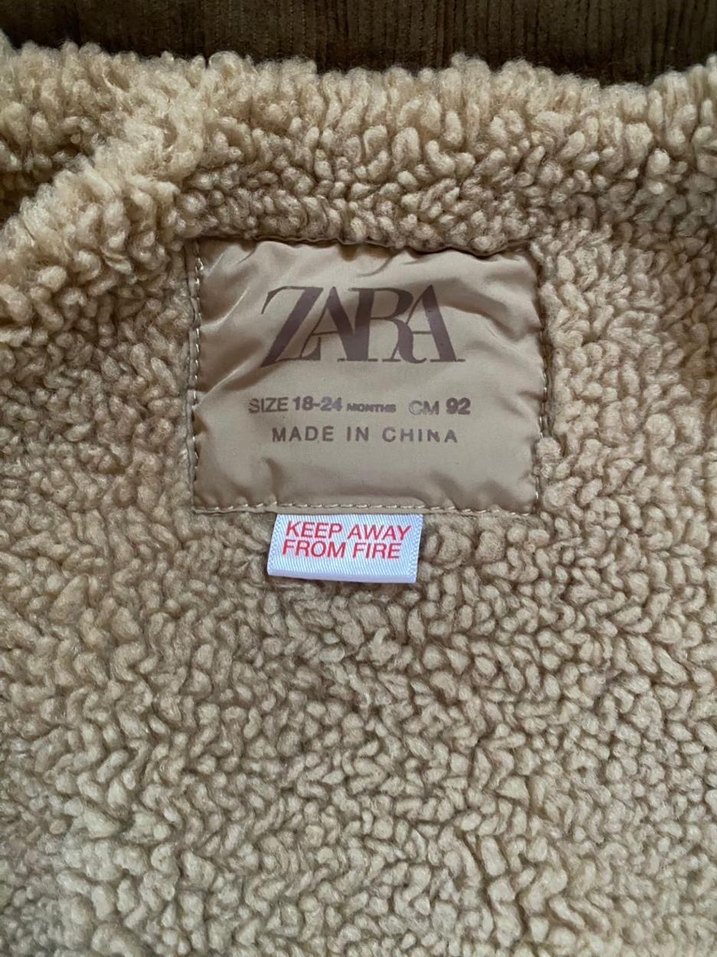 ZARA
SIZE 18-24 MONTHS CM 92
MADE IN CHINA
KEEP AWAY
FROM FIRE